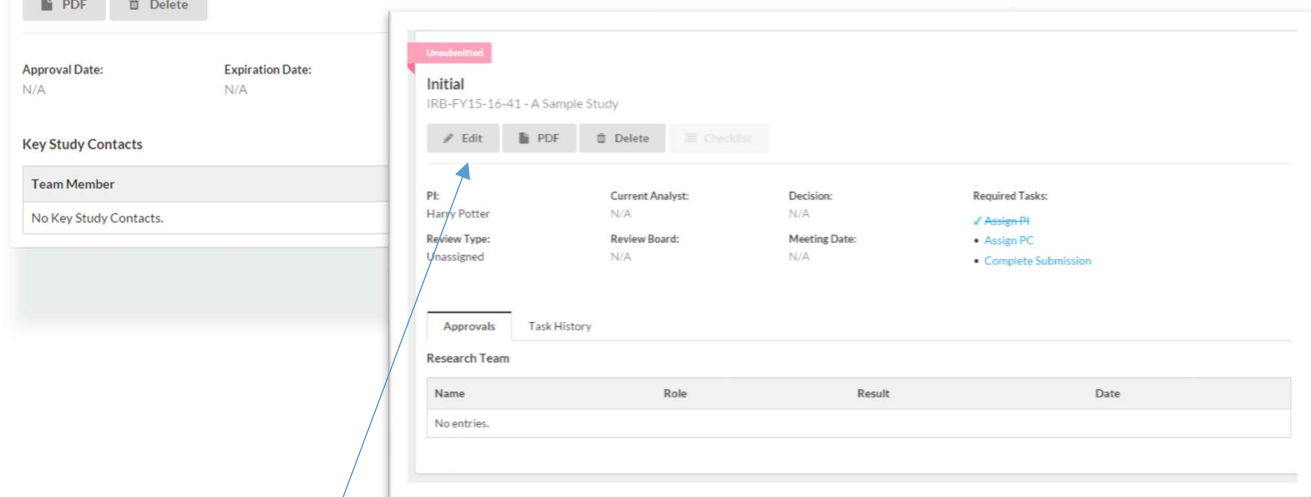 PDF Delete
Approval Date: Expiration Date:
N/A N/A
Key Study Contacts
Team Member
No Key Study Contacts.
Unsubmitted
Initial
IRB-FY15-16-41 - A Sample Study
Edit PDF Delete Checklist
PI: Current Analyst: Decision: Required Tasks:
Harry Potter N/A N/A Assign PI
Review Type: Review Board: Meeting Date: • Assign PC
Unassigned N/A N/A • Complete Submission
Approvals Task History
Research Team
Name Role Result Date
No entries.